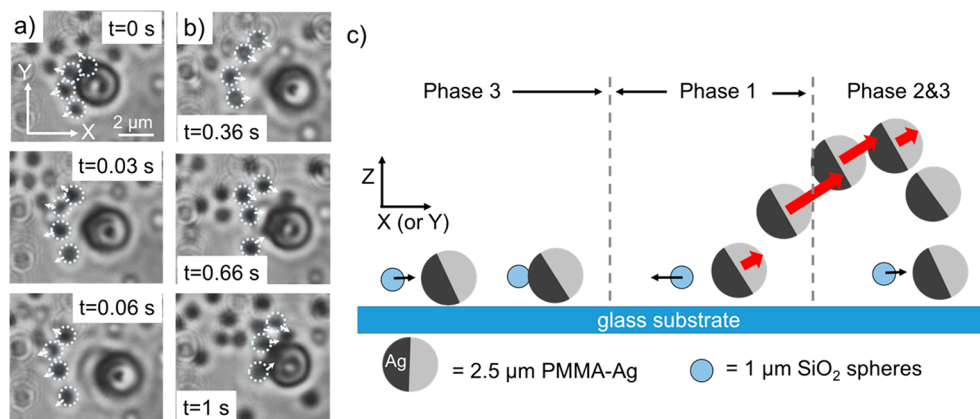 a)
t=0 s
Y
X
2 μm
t=0.03 s
t=0.06 s
b)
t=0.36 s
t=0.66 s
t=1 s
c)
Phase 3
Phase 1
Phase 2&3
Z
X (or Y)
glass substrate
Ag
= 2.5 μm PMMA-Ag
= 1 μm SiO₂ spheres